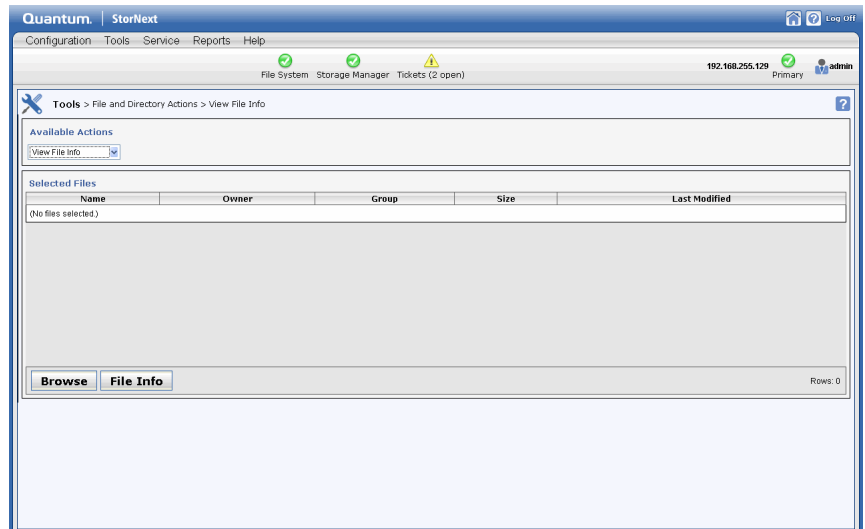 Quantum. StorNext Log Off
Configuration Tools Service Reports Help
File System Storage Manager Tickets (2 open) 192.168.255.129 Primary admin
Tools > File and Directory Actions > View File Info
Available Actions
View File Info
Selected Files
Name Owner Group Size Last Modified
(No files selected.)
Browse File Info Rows: 0